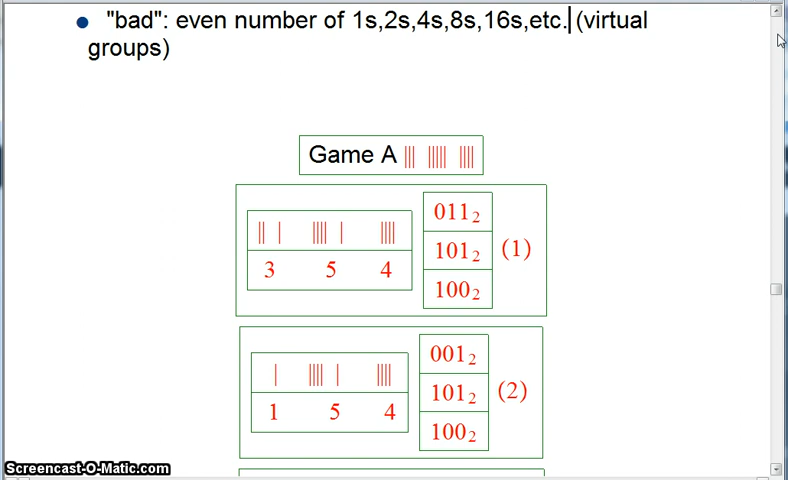 "bad": even number of 1s,2s,4s,8s,16s,etc. (virtual
groups)
Game A ||| ||||| ||||
|| | |||| | ||||
3 5 4
011₂
101₂
100₂
(1)
| |||| | ||||
1 5 4
001₂
101₂
100₂
(2)
Screencast-O-Matic.com